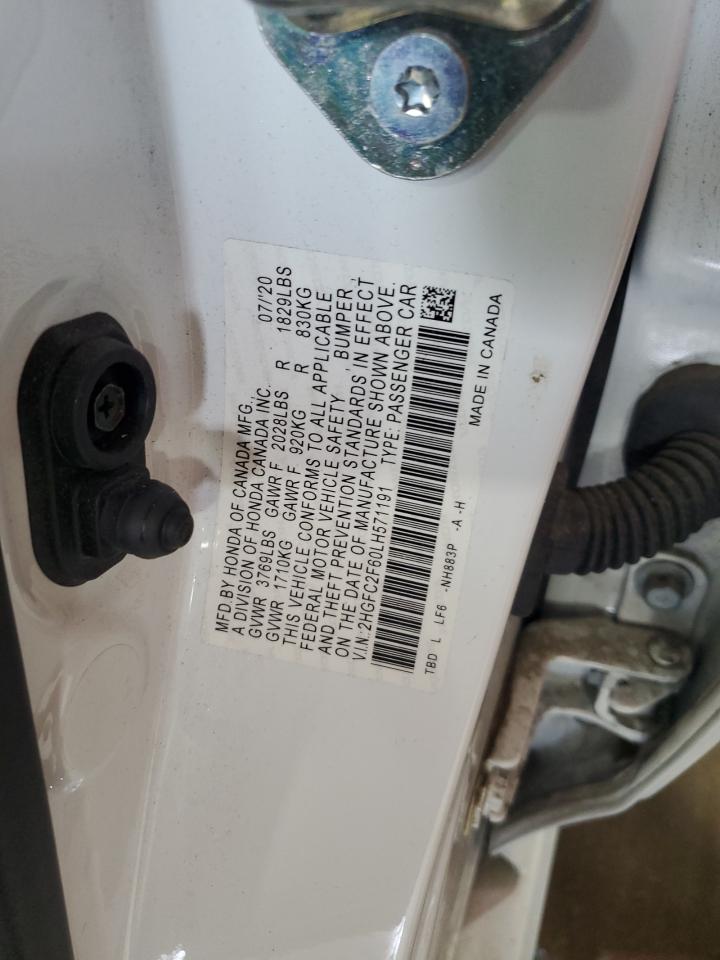 MFD.BY HONDA OF CANADA MFG., 07/'20
A DIVISION OF HONDA CANADA INC.
GVWR 3769LBS GAWR F 2028LBS R 1829LBS
GVWR 1710KG GAWR F 920KG R 830KG
THIS VEHICLE CONFORMS TO ALL APPLICABLE
FEDERAL MOTOR VEHICLE SAFETY, BUMPER,
AND THEFT PREVENTION STANDARDS IN EFFECT
ON THE DATE OF MANUFACTURE SHOWN ABOVE.
V.I.N.:2HGFC2F60LH571191 TYPE: PASSENGER CAR
TBD L LF6 -NH883P -A -H MADE IN CANADA